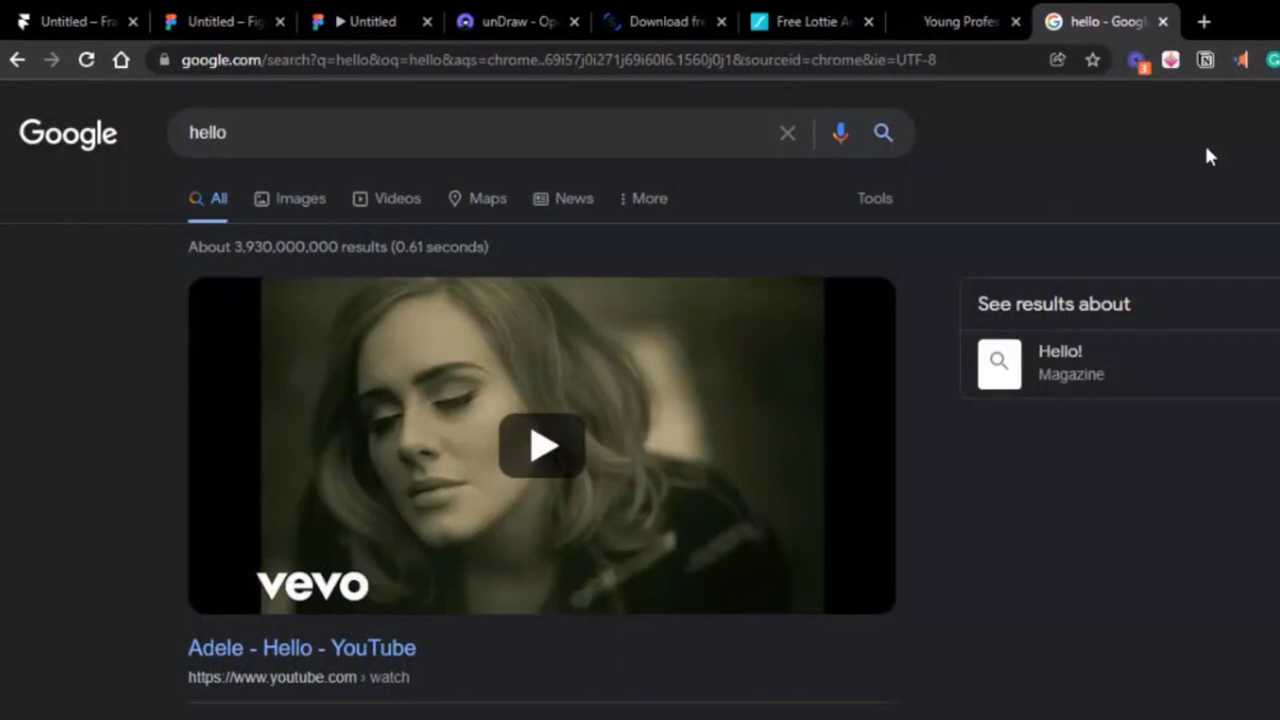 Untitled – Fra
Untitled – Fig
Untitled
unDraw - Op
Download fre
Free Lottie A
Young Profes
hello - Googl
google.com/search?q=hello&oq=hello&aqs=chrome..69i57j0i271j69i60l6.1560j0j1&sourceid=chrome&ie=UTF-8
3
Google
hello
All
Images
Videos
Maps
News
More
Tools
About 3,930,000,000 results (0.61 seconds)
See results about
Hello!
Magazine
vevo
Adele - Hello - YouTube
https://www.youtube.com › watch